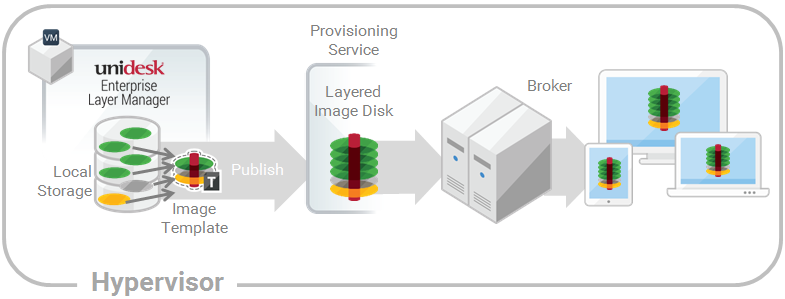 VM
unidesk
Enterprise
Layer Manager
Local
Storage
T
Image
Template
Publish
Provisioning
Service
Layered
Image Disk
Broker
Hypervisor